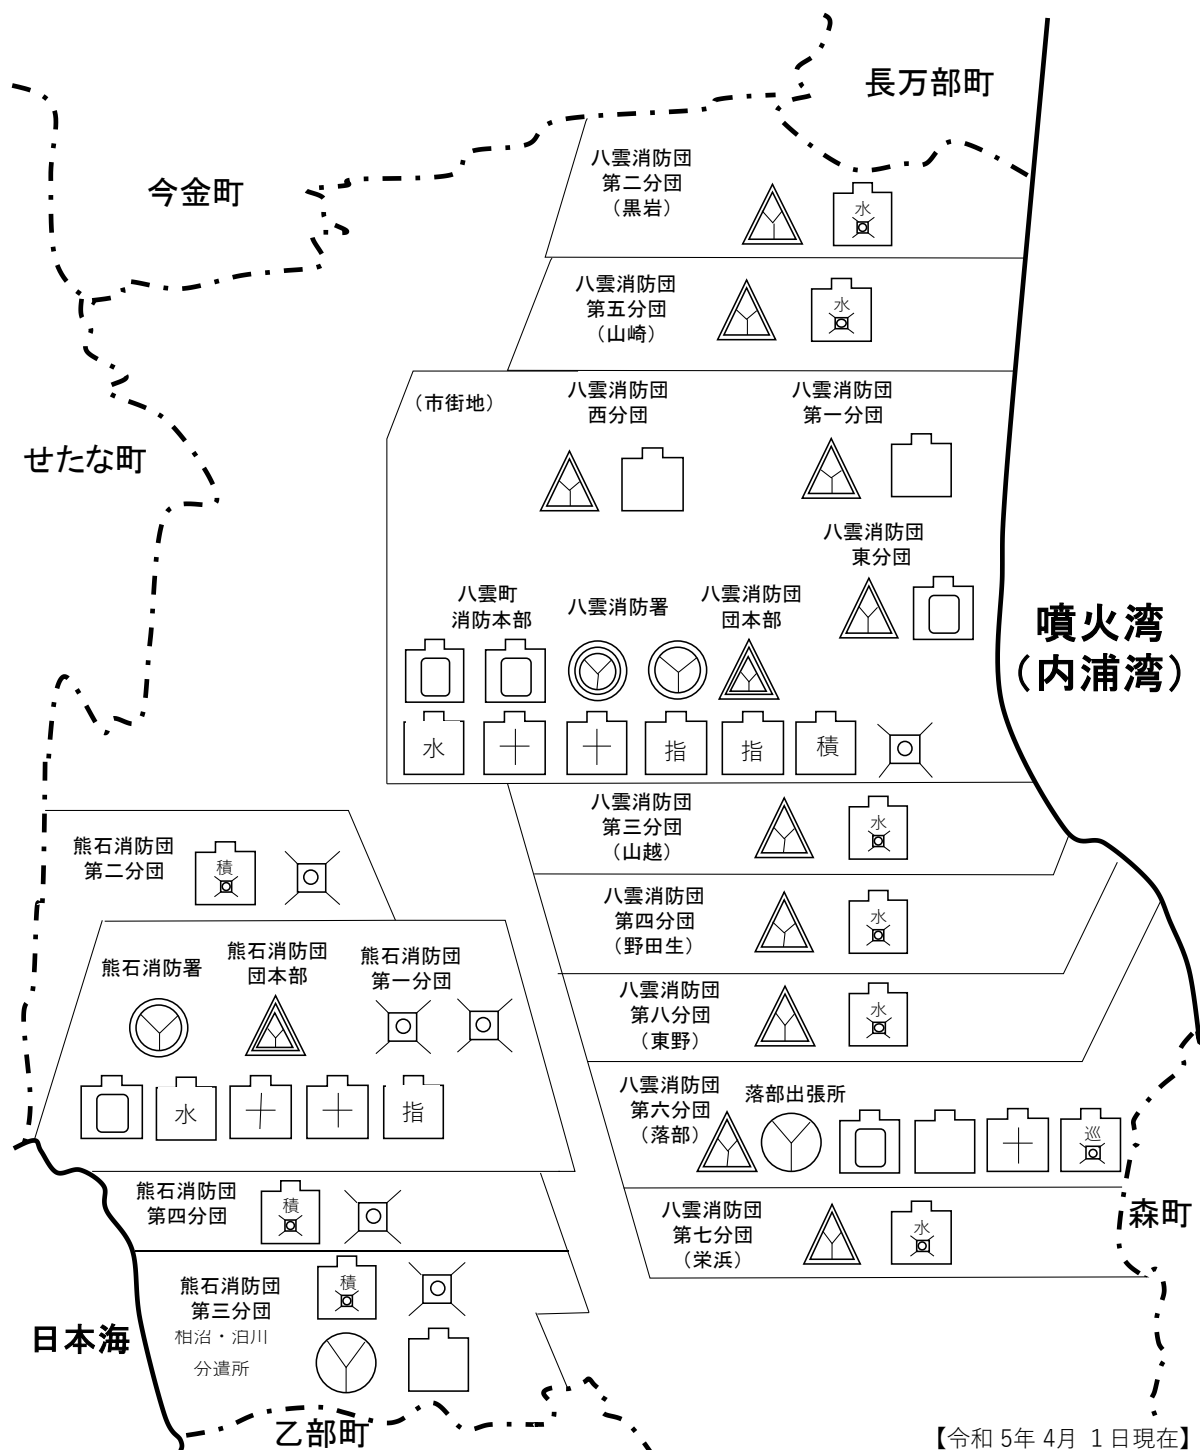 長万部町
今金町
八雲消防団
第二分団
（黒岩）
水
八雲消防団
第五分団
（山崎）
水
せたな町
（市街地）
八雲消防団
西分団
八雲消防団
第一分団
八雲消防団
東分団
八雲町
消防本部
八雲消防署
八雲消防団
団本部
水
指
指
積
噴火湾
（内浦湾）
八雲消防団
第三分団
（山越）
水
熊石消防団
第二分団
積
八雲消防団
第四分団
（野田生）
水
熊石消防署
熊石消防団
団本部
熊石消防団
第一分団
水
指
八雲消防団
第八分団
（東野）
水
八雲消防団
第六分団
（落部）
落部出張所
巡
熊石消防団
第四分団
積
八雲消防団
第七分団
（栄浜）
水
森町
熊石消防団
第三分団
積
相沼・泊川
分遣所
日本海
乙部町
【令和 5年 4月 1 日現在】